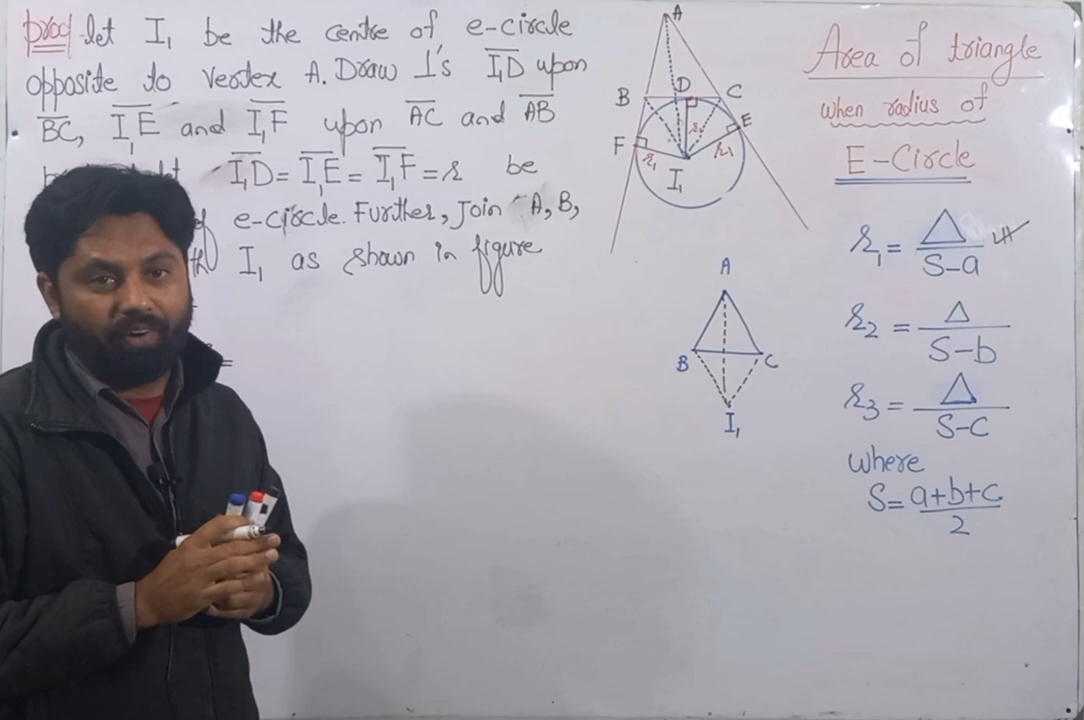 proof let I₁ be the centre of e-circle
opposite to vertex A. Draw ⊥'s I₁D upon
BC, I₁E and I₁F upon AC and AB
I₁D = I₁E = I₁F = r be
of e-circle. Further, Join A, B,
I₁ as shown in figure
=
A
B
D
C
F
E
r₁
r₁
r₁
I₁
A
B
C
I₁
Area of triangle
when radius of
E-Circle
r₁ = Δ/S-a
r₂ = Δ/S-b
r₃ = Δ/S-c
where
S = a+b+c/2